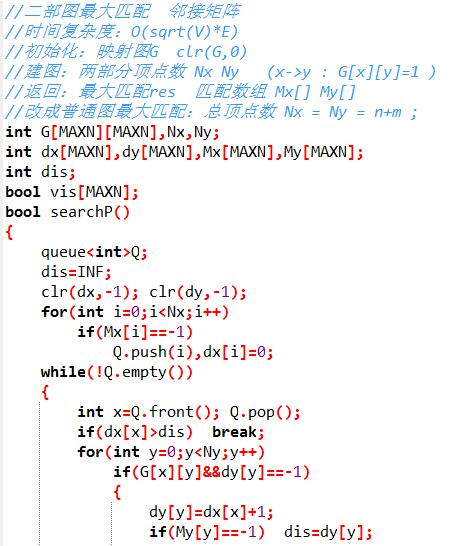 //二部图最大匹配  邻接矩阵
//时间复杂度：O(sqrt(V)*E)
//初始化：映射图G  clr(G,0)
//建图：两部分顶点数 Nx Ny   (x->y : G[x][y]=1 )
//返回：最大匹配res  匹配数组 Mx[] My[]
//改成普通图最大匹配：总顶点数 Nx = Ny = n+m ;
int G[MAXN][MAXN],Nx,Ny;
int dx[MAXN],dy[MAXN],Mx[MAXN],My[MAXN];
int dis;
bool vis[MAXN];
bool searchP()
{
    queue<int>Q;
    dis=INF;
    clr(dx,-1); clr(dy,-1);
    for(int i=0;i<Nx;i++)
        if(Mx[i]==-1)
            Q.push(i),dx[i]=0;
    while(!Q.empty())
    {
        int x=Q.front(); Q.pop();
        if(dx[x]>dis)  break;
        for(int y=0;y<Ny;y++)
            if(G[x][y]&&dy[y]==-1)
            {
                dy[y]=dx[x]+1;
                if(My[y]==-1)  dis=dy[y];